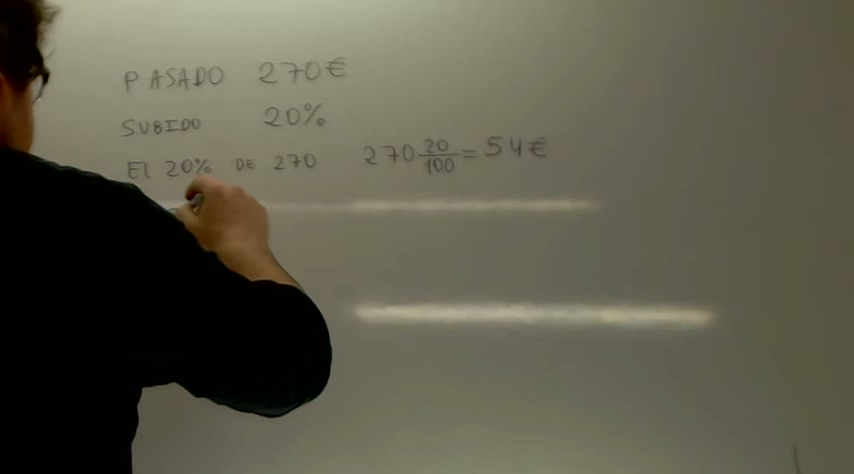 PASADO 270€
SUBIDO 20%
EL 20% DE 270 270 20/100 = 54€